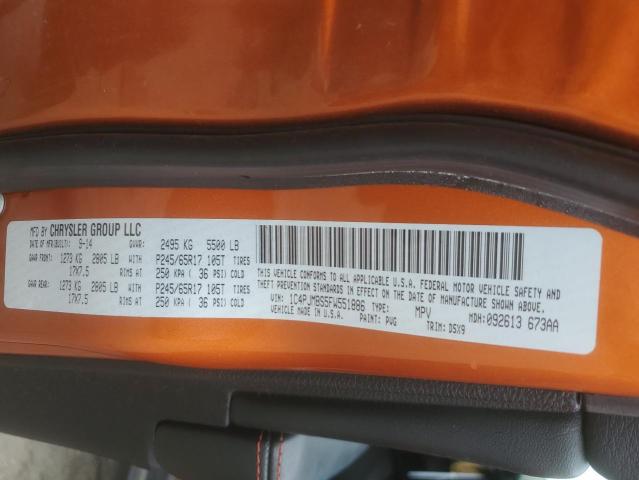 MFD BY CHRYSLER GROUP LLC
DATE OF MFR(BUILT): 9-14 GVWR: 2495 KG 5500 LB
GAWR FRONT: 1273 KG 2805 LB WITH P245/65R17 105T TIRES
17X7.5 RIMS AT 250 KPA ( 36 PSI) COLD
GAWR REAR: 1273 KG 2805 LB WITH P245/65R17 105T TIRES
17X7.5 RIMS AT 250 KPA ( 36 PSI) COLD
THIS VEHICLE CONFORMS TO ALL APPLICABLE U.S.A. FEDERAL MOTOR VEHICLE SAFETY AND
THEFT PREVENTION STANDARDS IN EFFECT ON THE DATE OF MANUFACTURE SHOWN ABOVE.
VIN: 1C4PJMBS5FW551886 TYPE: MPV MDH: 092613 673AA
VEHICLE MADE IN U.S.A. PAINT: PVG TRIM: DSX9